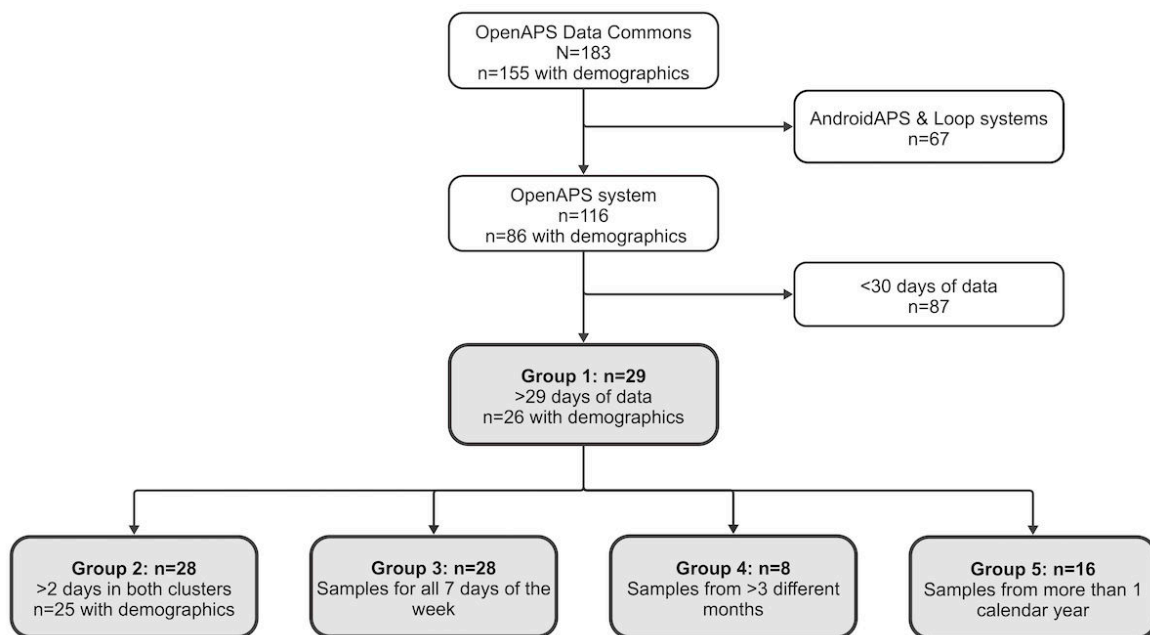 OpenAPS Data Commons
N=183
n=155 with demographics
AndroidAPS & Loop systems
n=67
OpenAPS system
n=116
n=86 with demographics
<30 days of data
n=87
Group 1: n=29
>29 days of data
n=26 with demographics
Group 2: n=28
>2 days in both clusters
n=25 with demographics
Group 3: n=28
Samples for all 7 days of the
week
Group 4: n=8
Samples from >3 different
months
Group 5: n=16
Samples from more than 1
calendar year